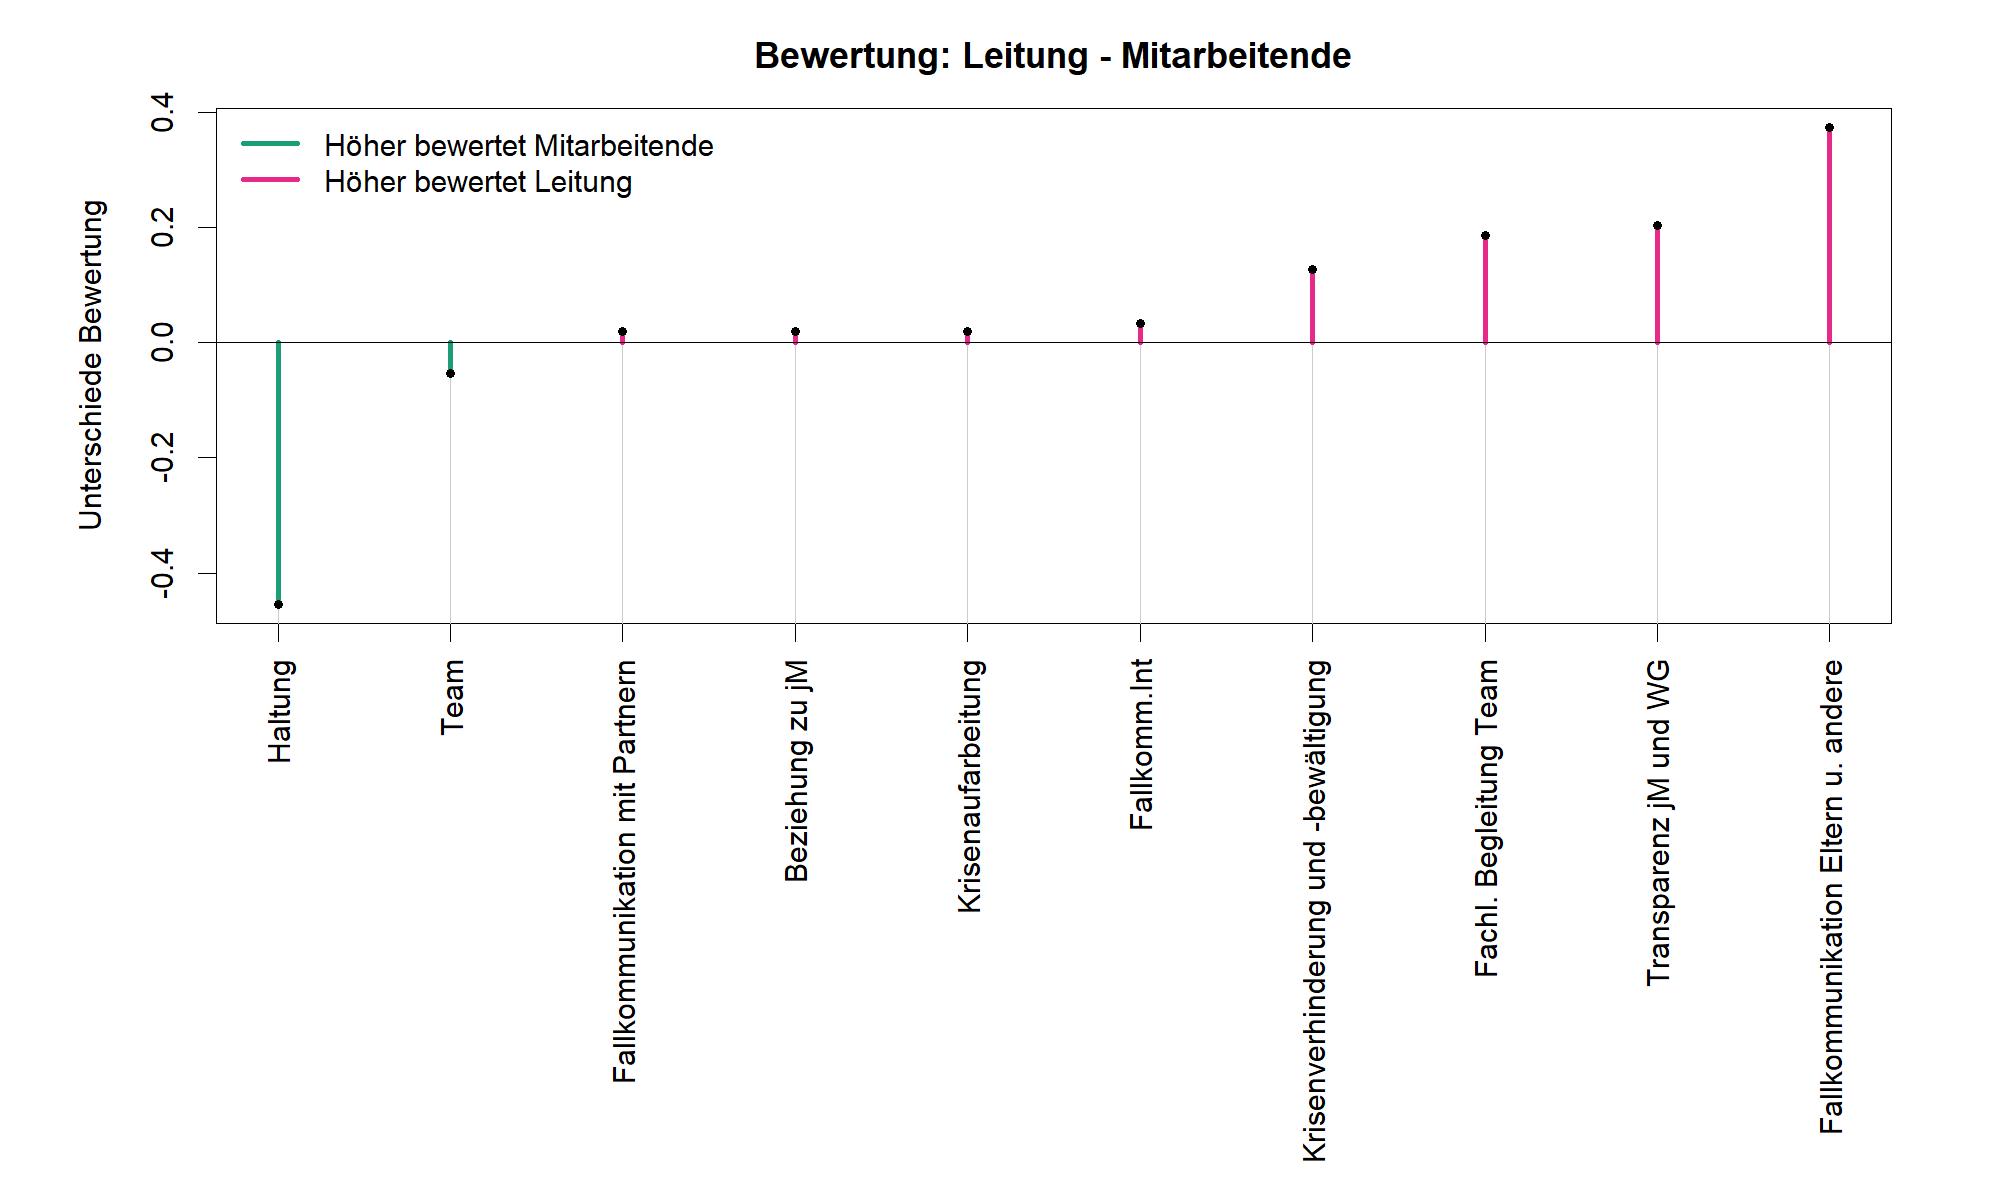 Bewertung: Leitung - Mitarbeitende
Höher bewertet Mitarbeitende
Höher bewertet Leitung
Unterschiede Bewertung
0.4
0.2
0.0
-0.2
-0.4
Haltung
Team
Fallkommunikation mit Partnern
Beziehung zu jM
Krisenaufarbeitung
Fallkomm.Int
Krisenverhinderung und -bewältigung
Fachl. Begleitung Team
Transparenz jM und WG
Fallkommunikation Eltern u. andere